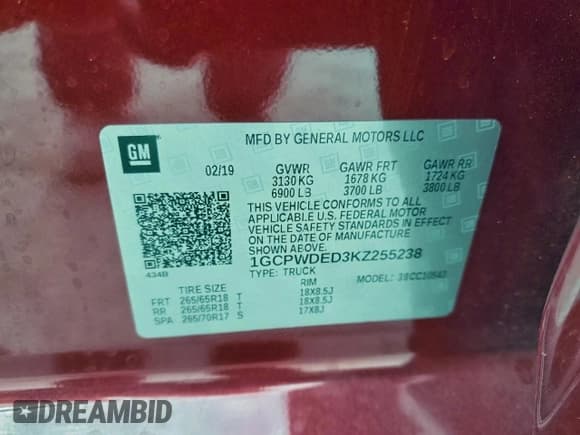 GM
MFD BY GENERAL MOTORS LLC
02/19 GVWR GAWR FRT GAWR RR
3130 KG 1678 KG 1724 KG
6900 LB 3700 LB 3800 LB
THIS VEHICLE CONFORMS TO ALL
APPLICABLE U.S. FEDERAL MOTOR
VEHICLE SAFETY STANDARDS IN EFFECT
ON THE DATE OF MANUFACTURE
SHOWN ABOVE.
1GCPWDED3KZ255238
434B
TYPE: TRUCK MODEL:
TIRE SIZE RIM
FRT 265/65R18 T 18X8.5J
RR 265/65R18 T 18X8.5J
SPA 265/70R17 S 17X8J
DREAMBID